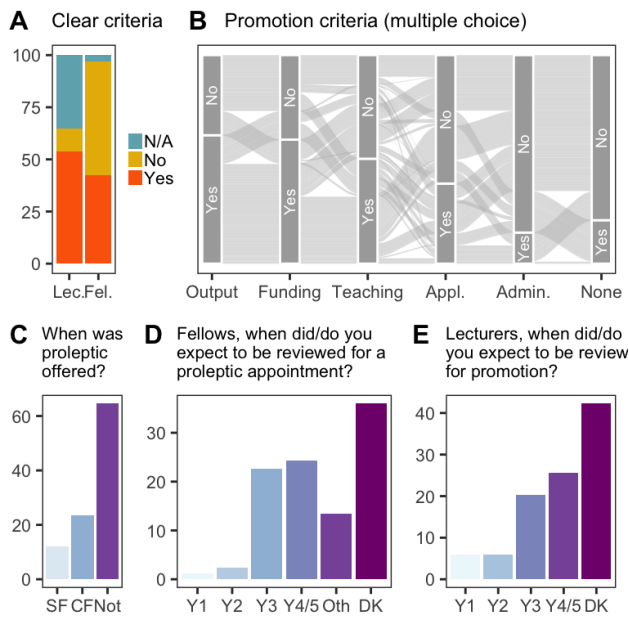 A Clear criteria
B Promotion criteria (multiple choice)
100
75
50
25
0
N/A
No
Yes
Lec. Fel.
No No No No No No
Yes Yes Yes Yes Yes Yes
Output Funding Teaching Appl. Admin. None
C When was
proleptic
offered?
60
40
20
0
SF CF Not
D Fellows, when did/do you
expect to be reviewed for a
proleptic appointment?
30
20
10
0
Y1 Y2 Y3 Y4/5 Oth DK
E Lecturers, when did/do
you expect to be review
for promotion?
40
30
20
10
0
Y1 Y2 Y3 Y4/5 DK